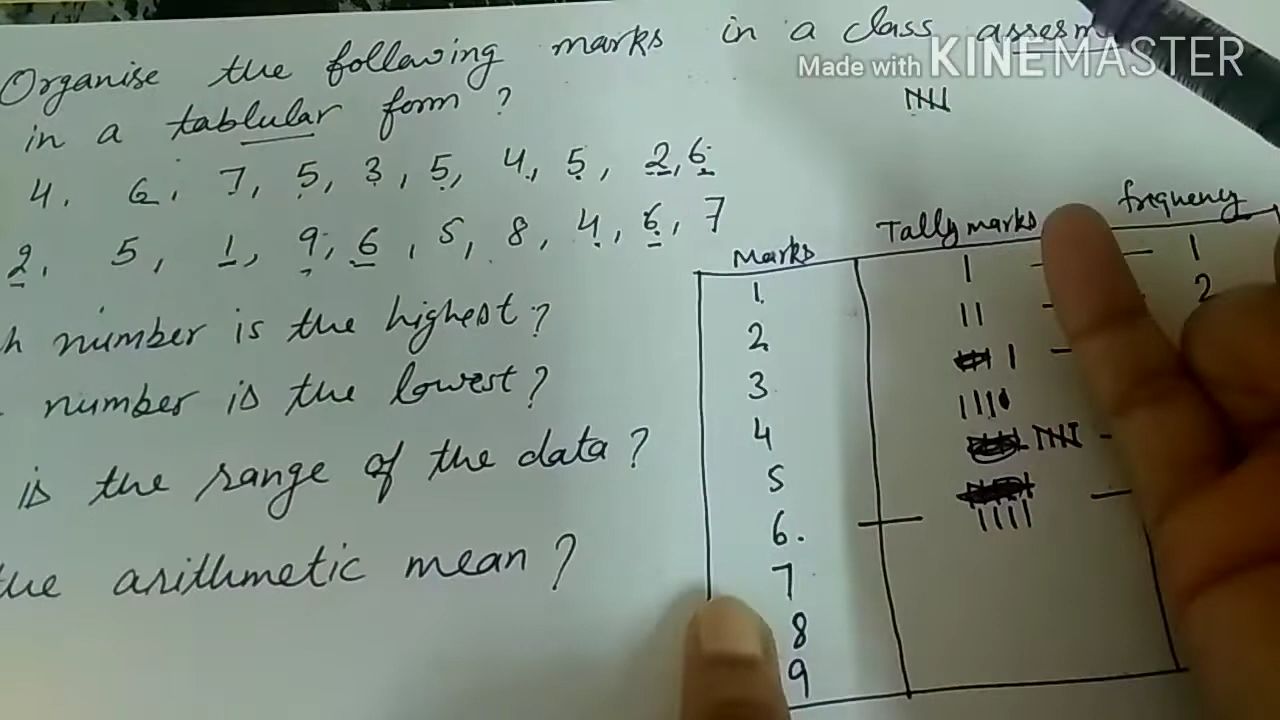 Organise the following marks in a class assesm
Made with KINEMASTER
in a tablular form ?
4. 6, 7, 5, 3, 5, 4, 5, 2, 6
2, 5, 1, 9, 6, 5, 8, 4, 6, 7
h number is the highest?
number is the lowest?
is the range of the data?
ue arithmetic mean?
Marks Tally marks frequency
1. | 1
2 || 2
3 |
4 ||||
5
6.
7
8
9